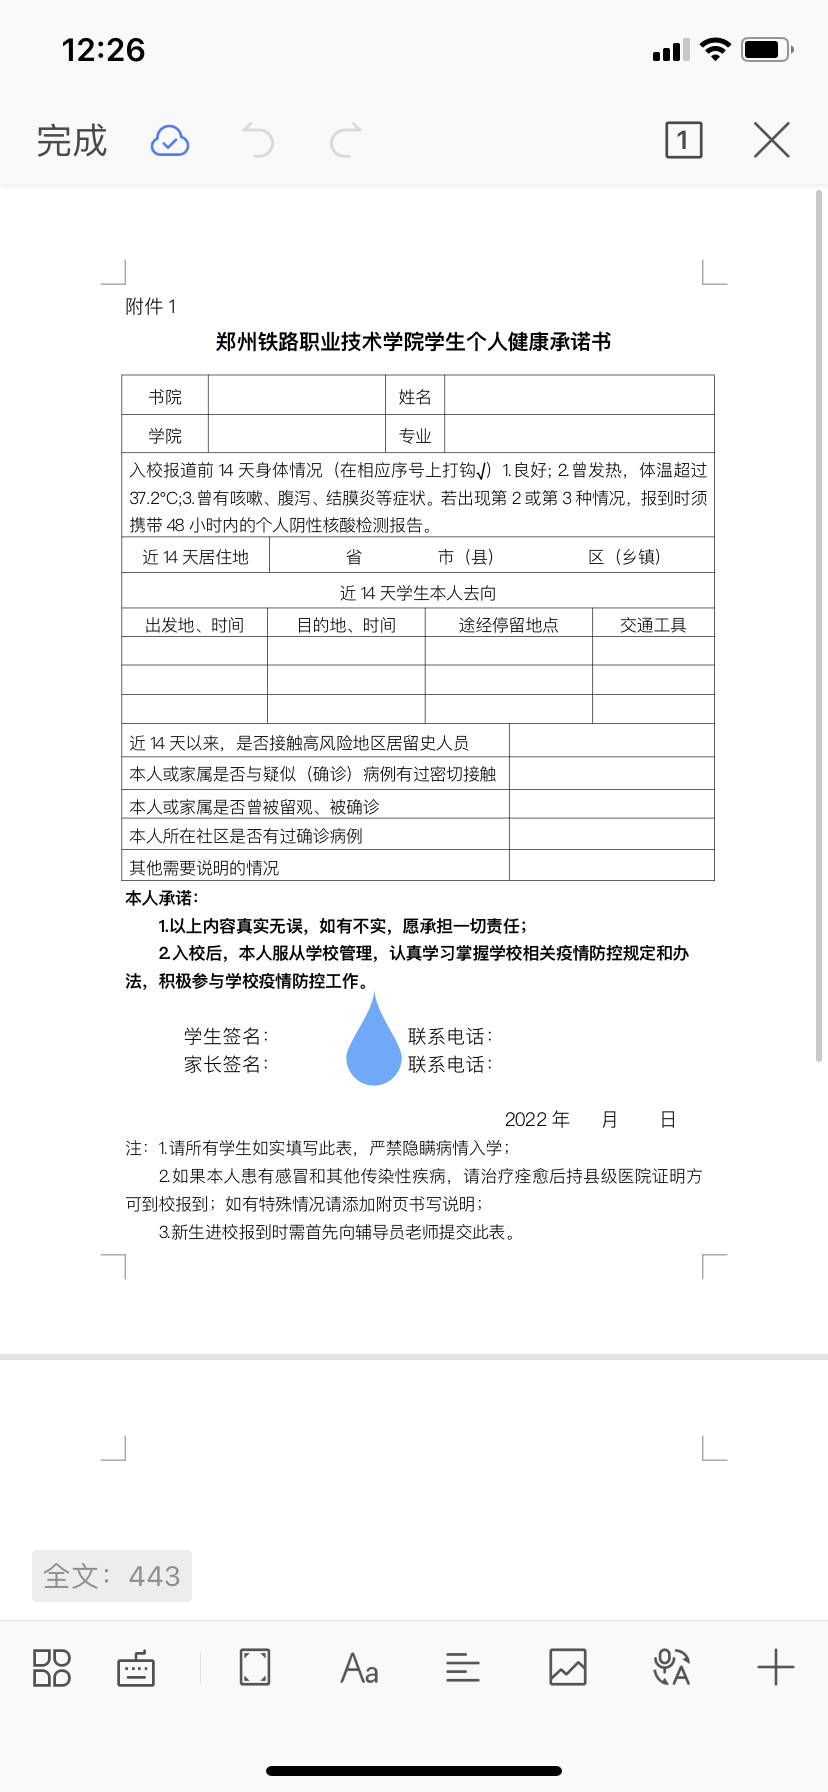 12:26
完成
1
附件 1
郑州铁路职业技术学院学生个人健康承诺书
书院 姓名
学院 专业
入校报道前 14 天身体情况（在相应序号上打钩√）1.良好; 2.曾发热，体温超过
37.2°C;3.曾有咳嗽、腹泻、结膜炎等症状。若出现第 2 或第 3 种情况，报到时须
携带 48 小时内的个人阴性核酸检测报告。
近 14 天居住地 省 市（县） 区（乡镇）
近 14 天学生本人去向
出发地、时间 目的地、时间 途经停留地点 交通工具
近 14 天以来，是否接触高风险地区居留史人员
本人或家属是否与疑似（确诊）病例有过密切接触
本人或家属是否曾被留观、被确诊
本人所在社区是否有过确诊病例
其他需要说明的情况
本人承诺：
1.以上内容真实无误，如有不实，愿承担一切责任；
2.入校后，本人服从学校管理，认真学习掌握学校相关疫情防控规定和办
法，积极参与学校疫情防控工作。
学生签名： 联系电话：
家长签名： 联系电话：
2022 年 月 日
注：1.请所有学生如实填写此表，严禁隐瞒病情入学；
2.如果本人患有感冒和其他传染性疾病，请治疗痊愈后持县级医院证明方
可到校报到；如有特殊情况请添加附页书写说明；
3.新生进校报到时需首先向辅导员老师提交此表。
全文：443
Aa